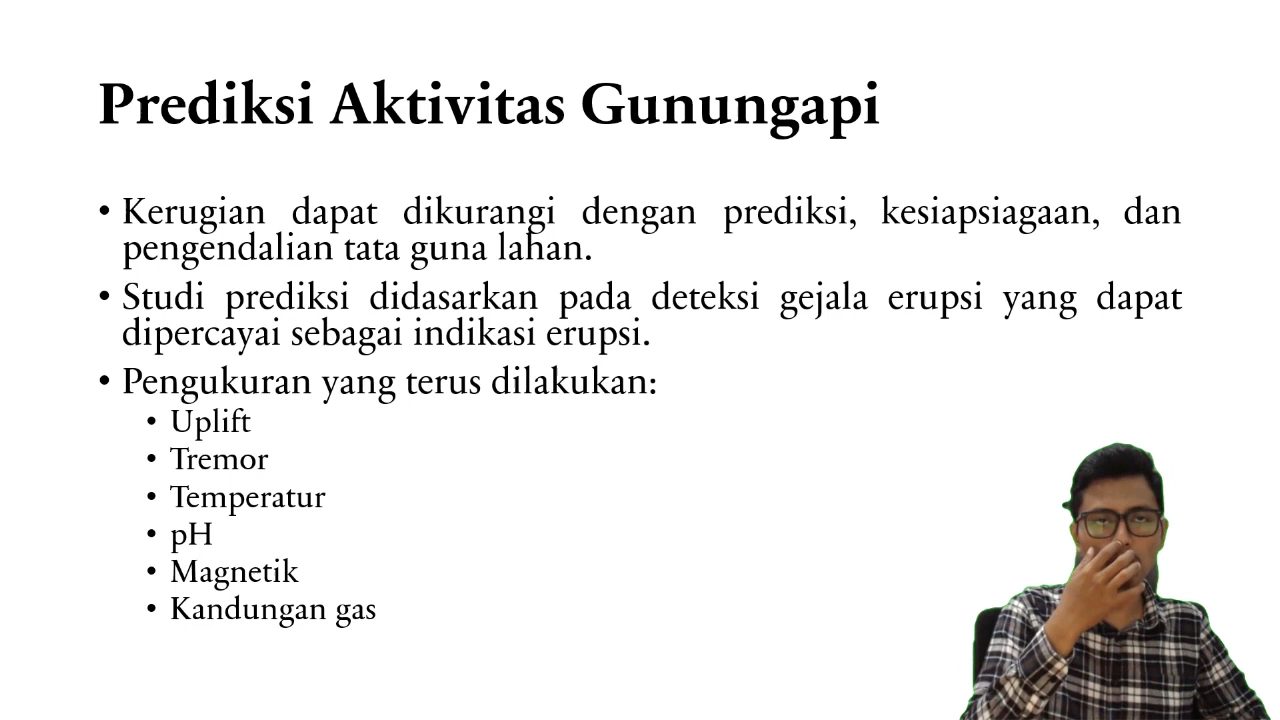 Prediksi Aktivitas Gunungapi
• Kerugian dapat dikurangi dengan prediksi, kesiapsiagaan, dan
pengendalian tata guna lahan.
• Studi prediksi didasarkan pada deteksi gejala erupsi yang dapat
dipercayai sebagai indikasi erupsi.
• Pengukuran yang terus dilakukan:
• Uplift
• Tremor
• Temperatur
• pH
• Magnetik
• Kandungan gas